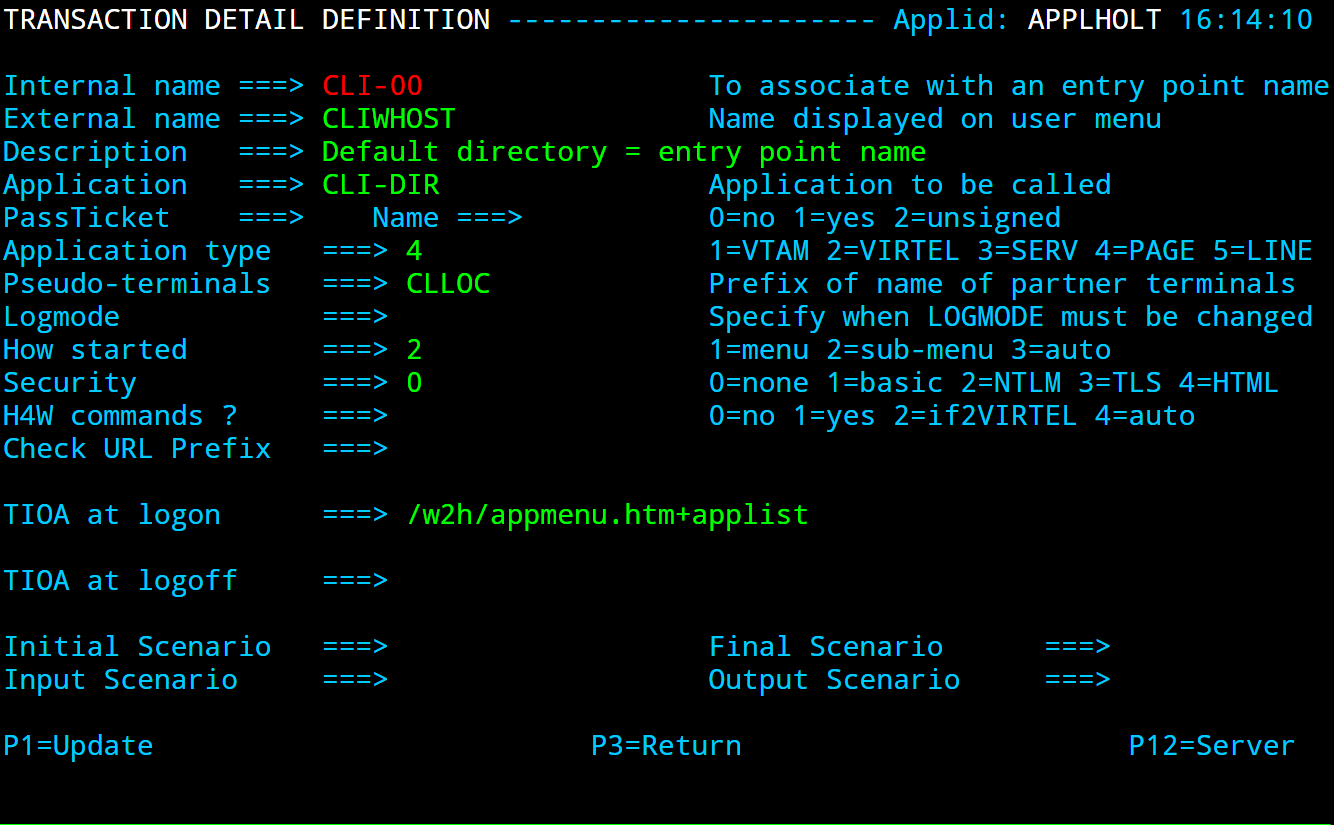 TRANSACTION DETAIL DEFINITION ---------------------- Applid: APPLHOLT 16:14:10
Internal name ===> CLI-00 To associate with an entry point name
External name ===> CLIWHOST Name displayed on user menu
Description ===> Default directory = entry point name
Application ===> CLI-DIR Application to be called
PassTicket ===> Name ===> 0=no 1=yes 2=unsigned
Application type ===> 4 1=VTAM 2=VIRTEL 3=SERV 4=PAGE 5=LINE
Pseudo-terminals ===> CLLOC Prefix of name of partner terminals
Logmode ===> Specify when LOGMODE must be changed
How started ===> 2 1=menu 2=sub-menu 3=auto
Security ===> 0 0=none 1=basic 2=NTLM 3=TLS 4=HTML
H4W commands ? ===> 0=no 1=yes 2=if2VIRTEL 4=auto
Check URL Prefix ===>
TIOA at logon ===> /w2h/appmenu.htm+applist
TIOA at logoff ===>
Initial Scenario ===> Final Scenario ===>
Input Scenario ===> Output Scenario ===>
P1=Update P3=Return P12=Server